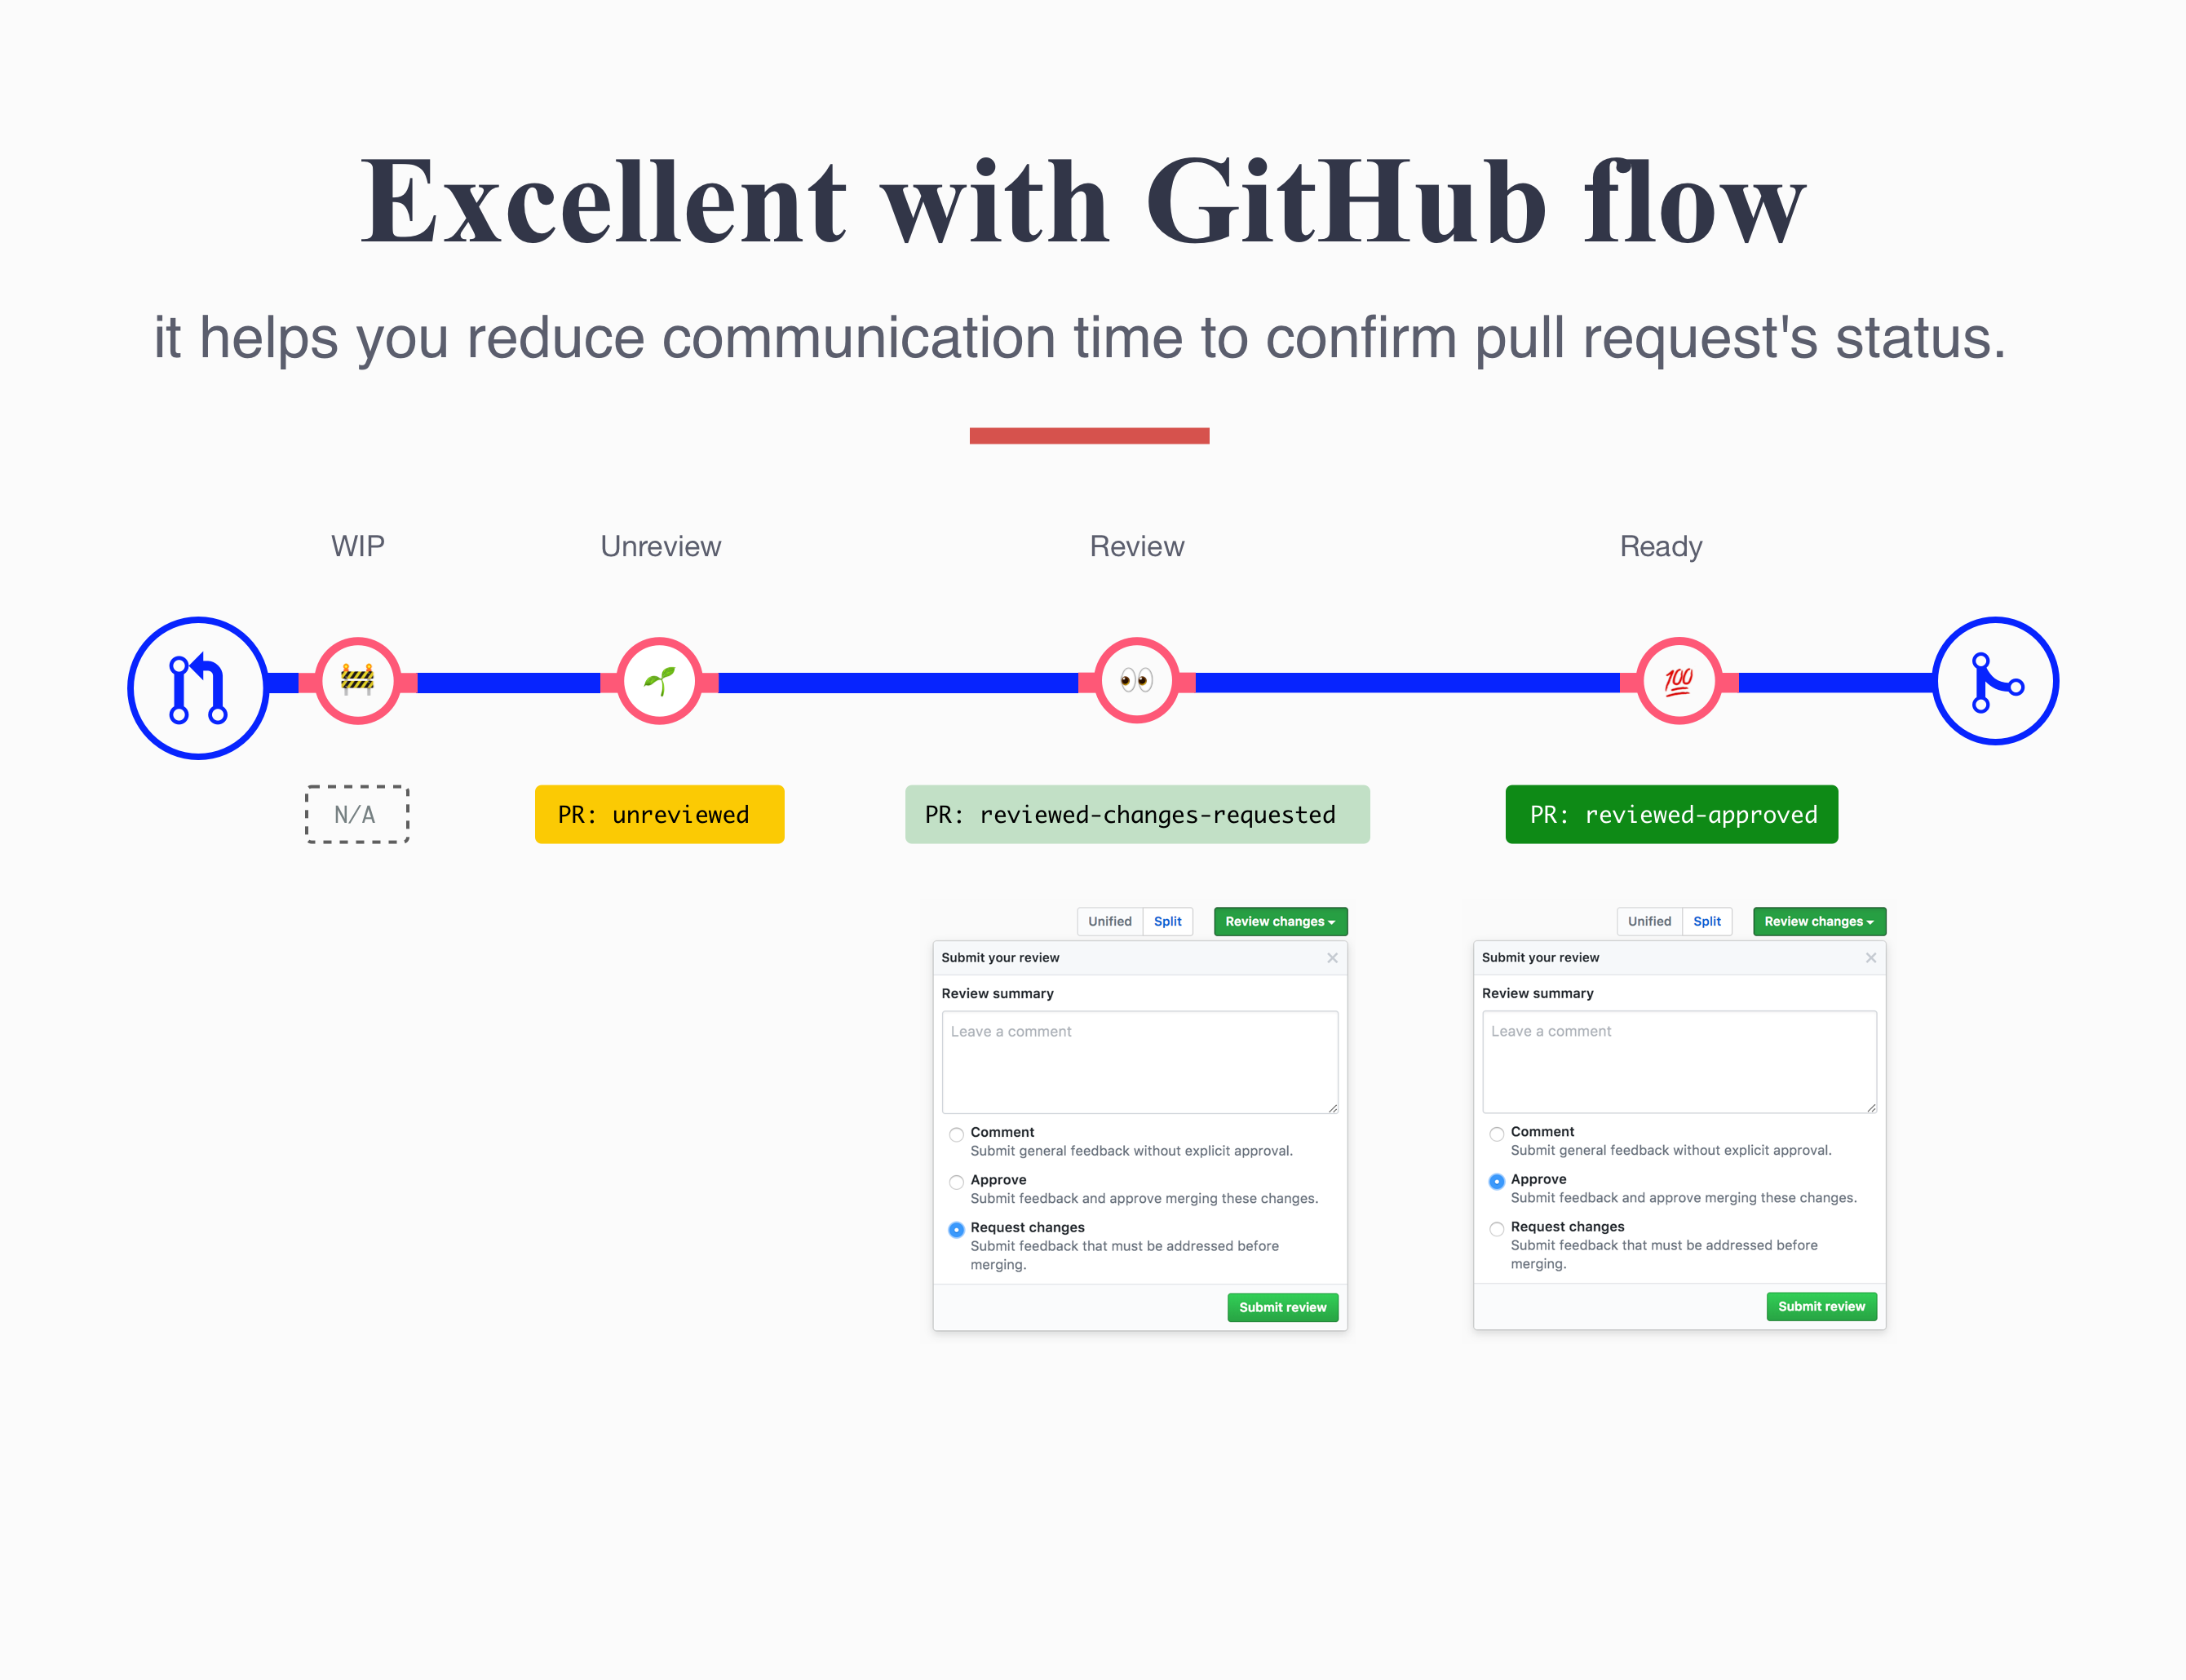 Excellent with GitHub flow
it helps you reduce communication time to confirm pull request's status.
WIP
Unreview
Review
Ready
💯
N/A
PR: unreviewed
PR: reviewed-changes-requested
PR: reviewed-approved
Unified
Split
Review changes
Submit your review
Review summary
Leave a comment
Comment
Submit general feedback without explicit approval.
Approve
Submit feedback and approve merging these changes.
Request changes
Submit feedback that must be addressed before
merging.
Submit review
Unified
Split
Review changes
Submit your review
Review summary
Leave a comment
Comment
Submit general feedback without explicit approval.
Approve
Submit feedback and approve merging these changes.
Request changes
Submit feedback that must be addressed before
merging.
Submit review